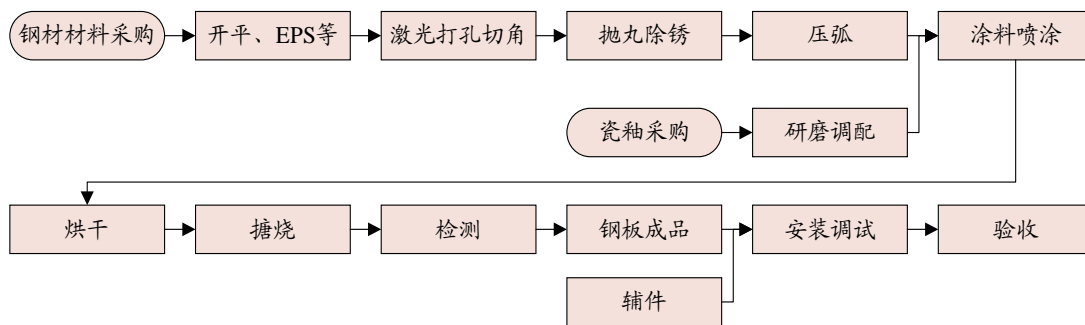 钢材材料采购
开平、EPS等
激光打孔切角
抛丸除锈
压弧
涂料喷涂
瓷釉采购
研磨调配
烘干
搪烧
检测
钢板成品
安装调试
验收
辅件